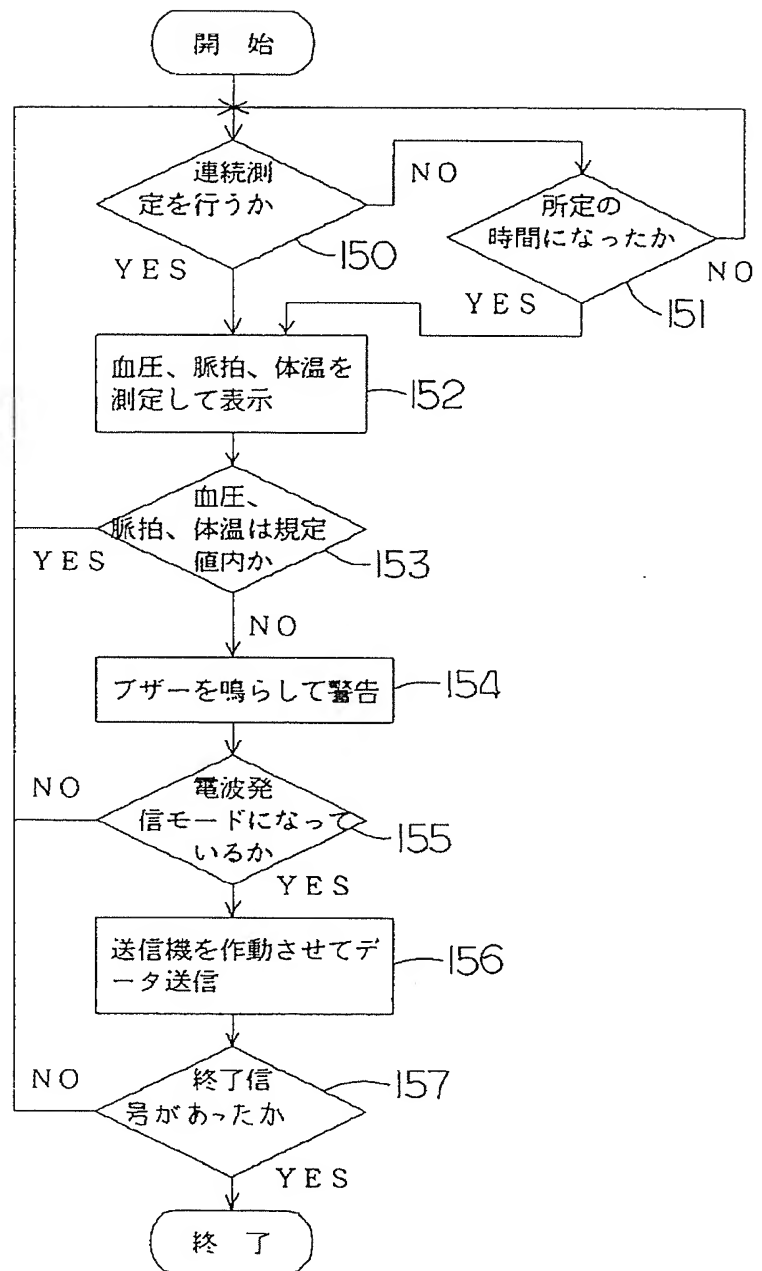 開 始
連続測
定を行うか
NO
150
YES
所定の
時間になったか
NO
151
YES
血圧、脈拍、体温を
測定して表示
152
血圧、
脈拍、体温は規定
値内か
YES
153
NO
ブザーを鳴らして警告
154
電波発
信モードになって
いるか
NO
155
YES
送信機を作動させてデ
ータ送信
156
終了信
号があったか
NO
157
YES
終 了